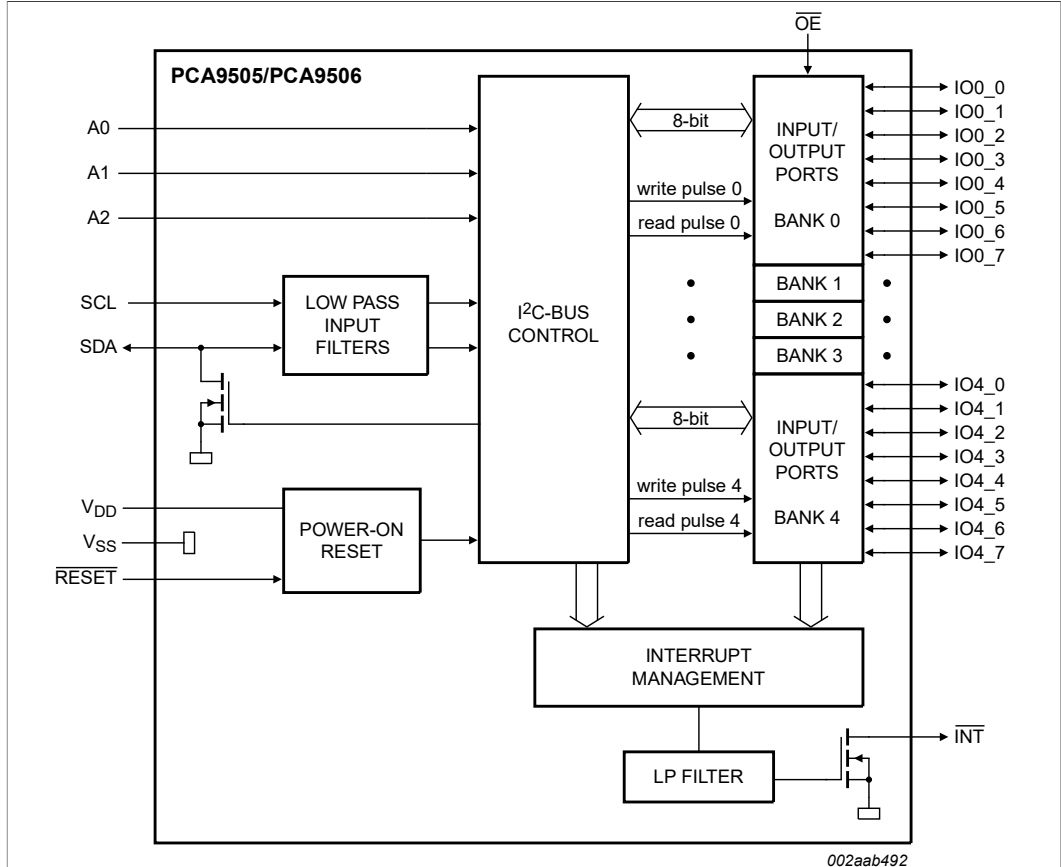 OE
PCA9505/PCA9506
A0
A1
A2
SCL
SDA
VDD
VSS
RESET
LOW PASS
INPUT
FILTERS
POWER-ON
RESET
I2C-BUS
CONTROL
8-bit
write pulse 0
read pulse 0
8-bit
write pulse 4
read pulse 4
INPUT/
OUTPUT
PORTS
BANK 0
BANK 1
BANK 2
BANK 3
INPUT/
OUTPUT
PORTS
BANK 4
IO0_0
IO0_1
IO0_2
IO0_3
IO0_4
IO0_5
IO0_6
IO0_7
IO4_0
IO4_1
IO4_2
IO4_3
IO4_4
IO4_5
IO4_6
IO4_7
INTERRUPT
MANAGEMENT
LP FILTER
INT
002aab492